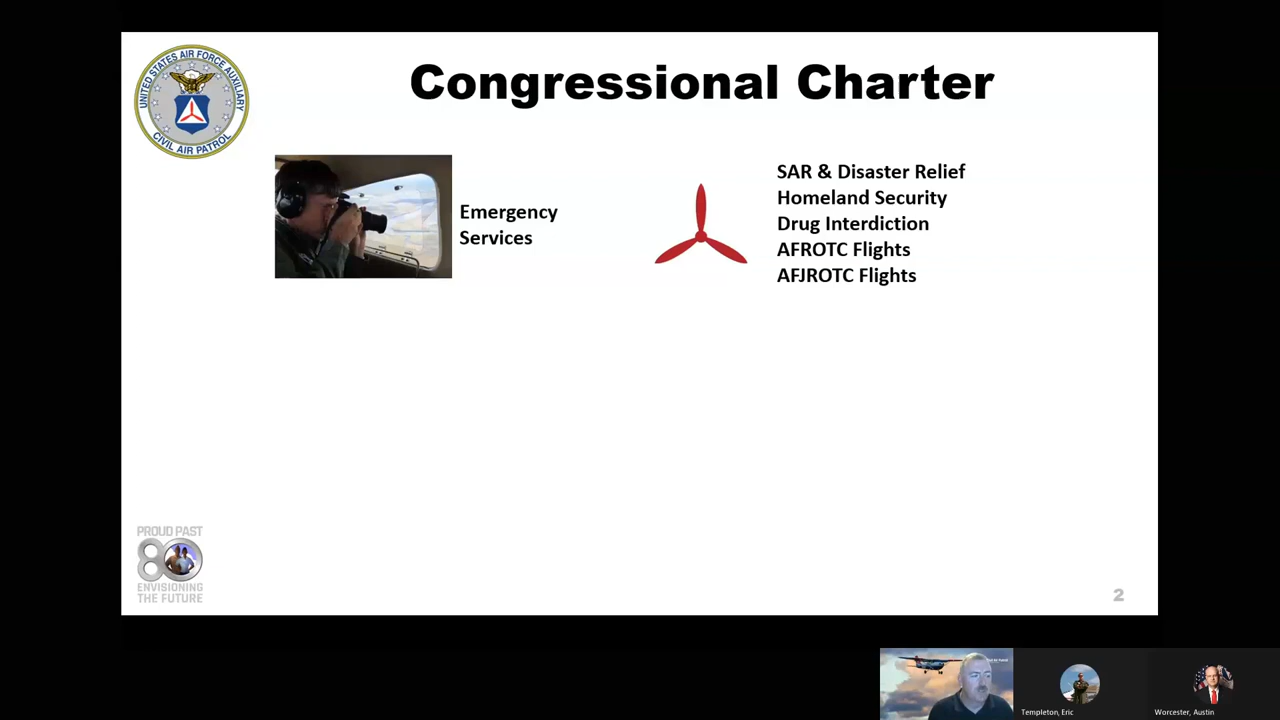 Congressional Charter
UNITED STATES AIR FORCE AUXILIARY
CIVIL AIR PATROL
Emergency
Services
SAR & Disaster Relief
Homeland Security
Drug Interdiction
AFROTC Flights
AFJROTC Flights
PROUD PAST
80
ENVISIONING
THE FUTURE
2
Templeton, Eric
Worcester, Austin